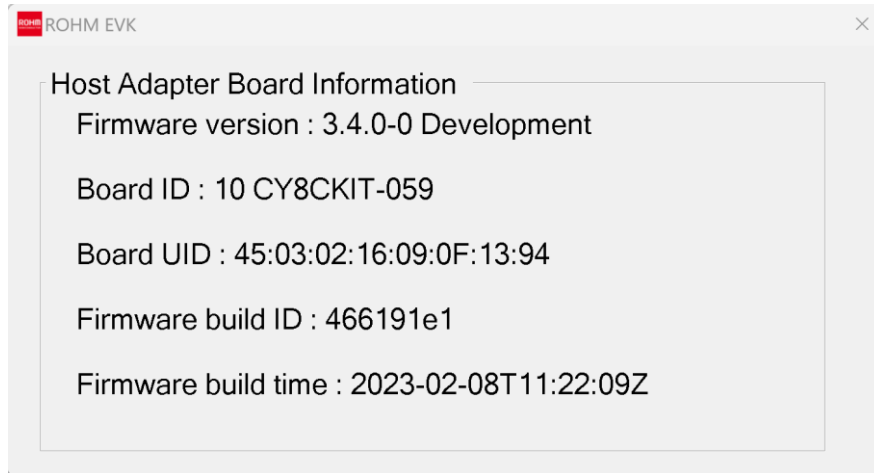 ROHM EVK
Host Adapter Board Information
Firmware version : 3.4.0-0 Development
Board ID : 10 CY8CKIT-059
Board UID : 45:03:02:16:09:0F:13:94
Firmware build ID : 466191e1
Firmware build time : 2023-02-08T11:22:09Z